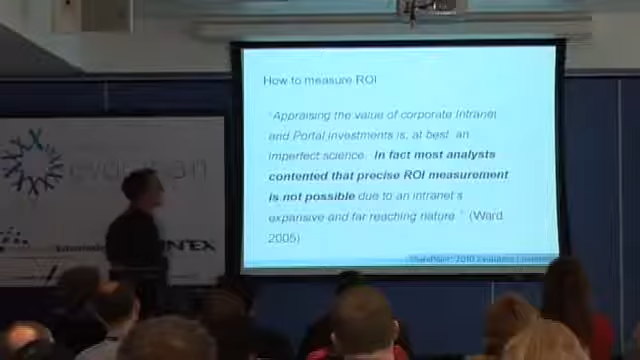 How to measure ROI
"Appraising the value of corporate Intranet
and Portal investments is, at best, an
imperfect science. In fact most analysts
contented that precise ROI measurement
is not possible due to an intranet's
expansive and far reaching nature." (Ward
2005)
SharePoint 2010